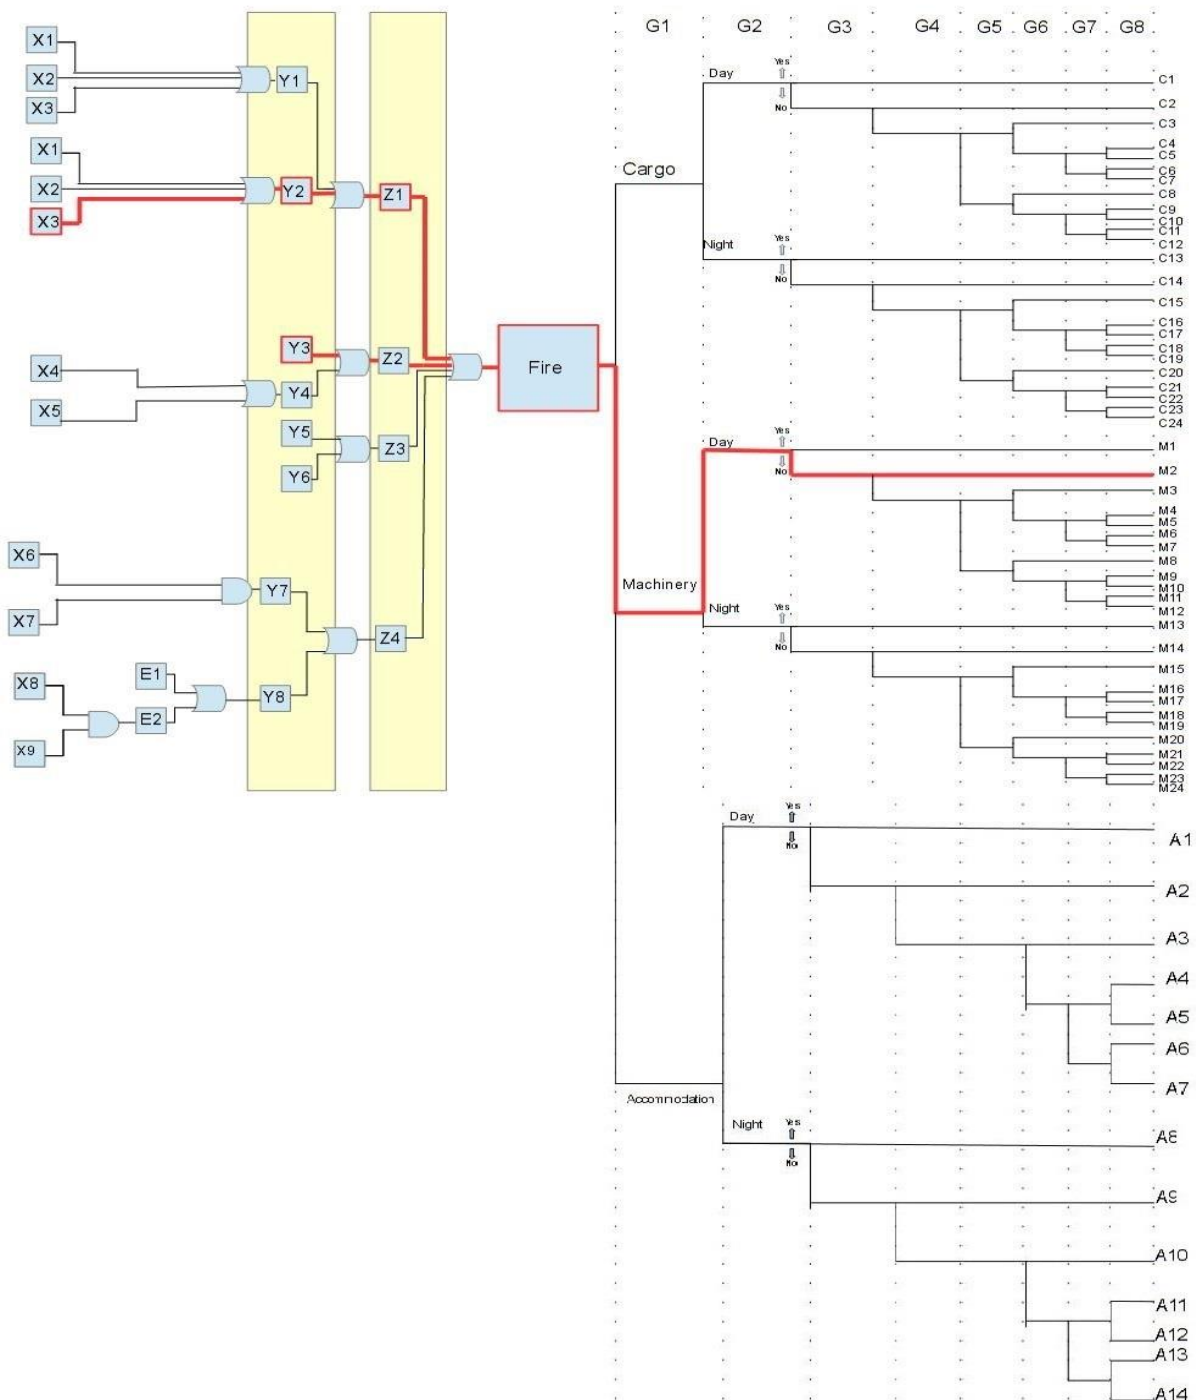 G1 G2 G3 G4 G5 G6 G7 G8
X1
X2
X3
Y1
X1
X2
X3
Y2
Z1
Y3
Z2
X4
X5
Y4
Y5
Y6
Z3
X6
X7
Y7
Z4
X8
X9
E1
E2
Y8
Fire
Cargo
Day
Yes
No
C1
C2
C3
C4
C5
C6
C7
C8
C9
C10
C11
C12
Night
Yes
No
C13
C14
C15
C16
C17
C18
C19
C20
C21
C22
C23
C24
Machinery
Day
Yes
No
M1
M2
M3
M4
M5
M6
M7
M8
M9
M10
M11
M12
Night
Yes
No
M13
M14
M15
M16
M17
M18
M19
M20
M21
M22
M23
M24
Accommodation
Day
Yes
No
A1
A2
A3
A4
A5
A6
A7
Night
Yes
No
A8
A9
A10
A11
A12
A13
A14